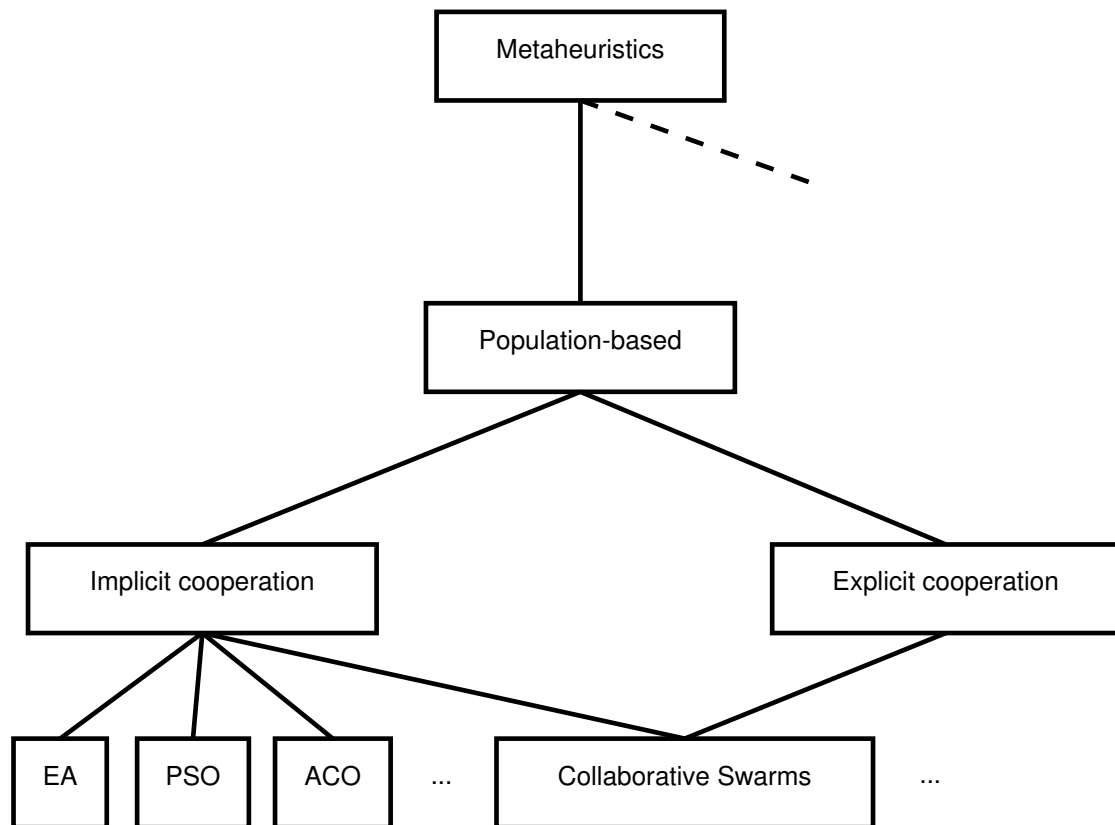 Metaheuristics
Population-based
Implicit cooperation
Explicit cooperation
EA
PSO
ACO
...
Collaborative Swarms
...